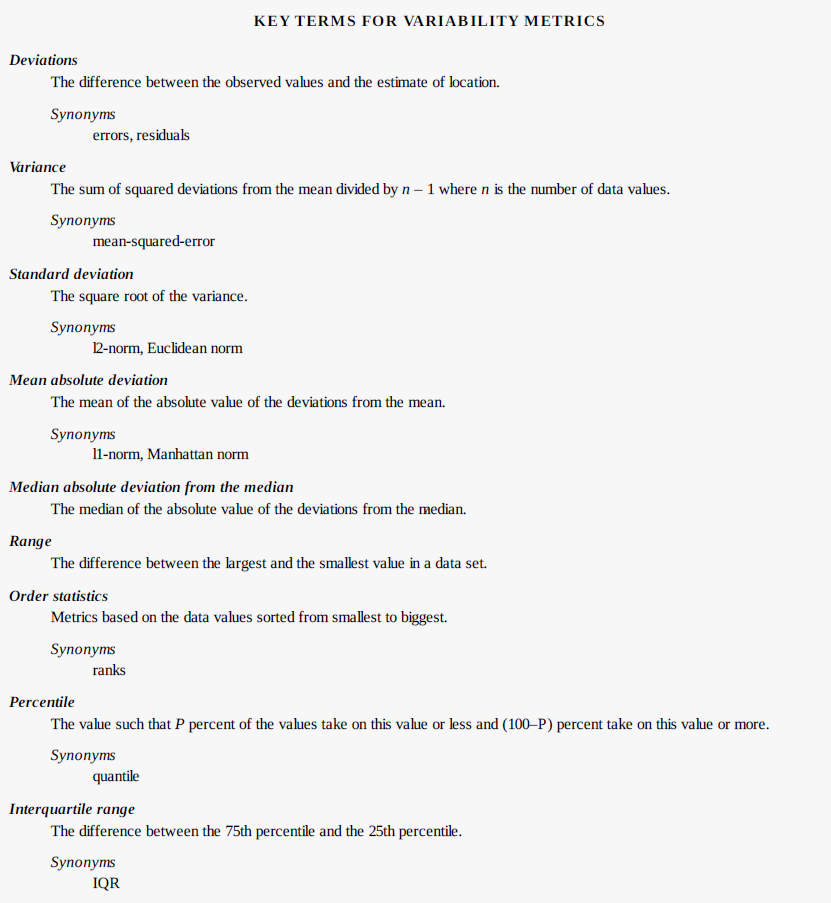 KEY TERMS FOR VARIABILITY METRICS
Deviations
The difference between the observed values and the estimate of location.
Synonyms
errors, residuals
Variance
The sum of squared deviations from the mean divided by n – 1 where n is the number of data values.
Synonyms
mean-squared-error
Standard deviation
The square root of the variance.
Synonyms
l2-norm, Euclidean norm
Mean absolute deviation
The mean of the absolute value of the deviations from the mean.
Synonyms
l1-norm, Manhattan norm
Median absolute deviation from the median
The median of the absolute value of the deviations from the median.
Range
The difference between the largest and the smallest value in a data set.
Order statistics
Metrics based on the data values sorted from smallest to biggest.
Synonyms
ranks
Percentile
The value such that P percent of the values take on this value or less and (100–P) percent take on this value or more.
Synonyms
quantile
Interquartile range
The difference between the 75th percentile and the 25th percentile.
Synonyms
IQR